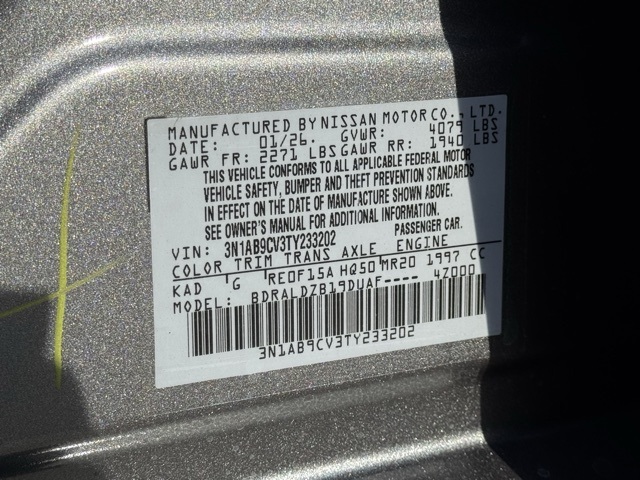 MANUFACTURED BY NISSAN MOTOR CO., LTD.
DATE: 01/26. GVWR: 4079 LBS
GAWR FR: 2271 LBS GAWR RR: 1940 LBS
THIS VEHICLE CONFORMS TO ALL APPLICABLE FEDERAL MOTOR
VEHICLE SAFETY, BUMPER AND THEFT PREVENTION STANDARDS
IN EFFECT ON THE DATE OF MANUFACTURE SHOWN ABOVE.
SEE OWNER'S MANUAL FOR ADDITIONAL INFORMATION.
VIN: 3N1AB9CV3TY233202 PASSENGER CAR.
COLOR TRIM TRANS AXLE ENGINE
KAD G RE0F15A HQ50 MR20 1997 CC
MODEL: BDRALDZB19DUAF---- 4Z000
3N1AB9CV3TY233202